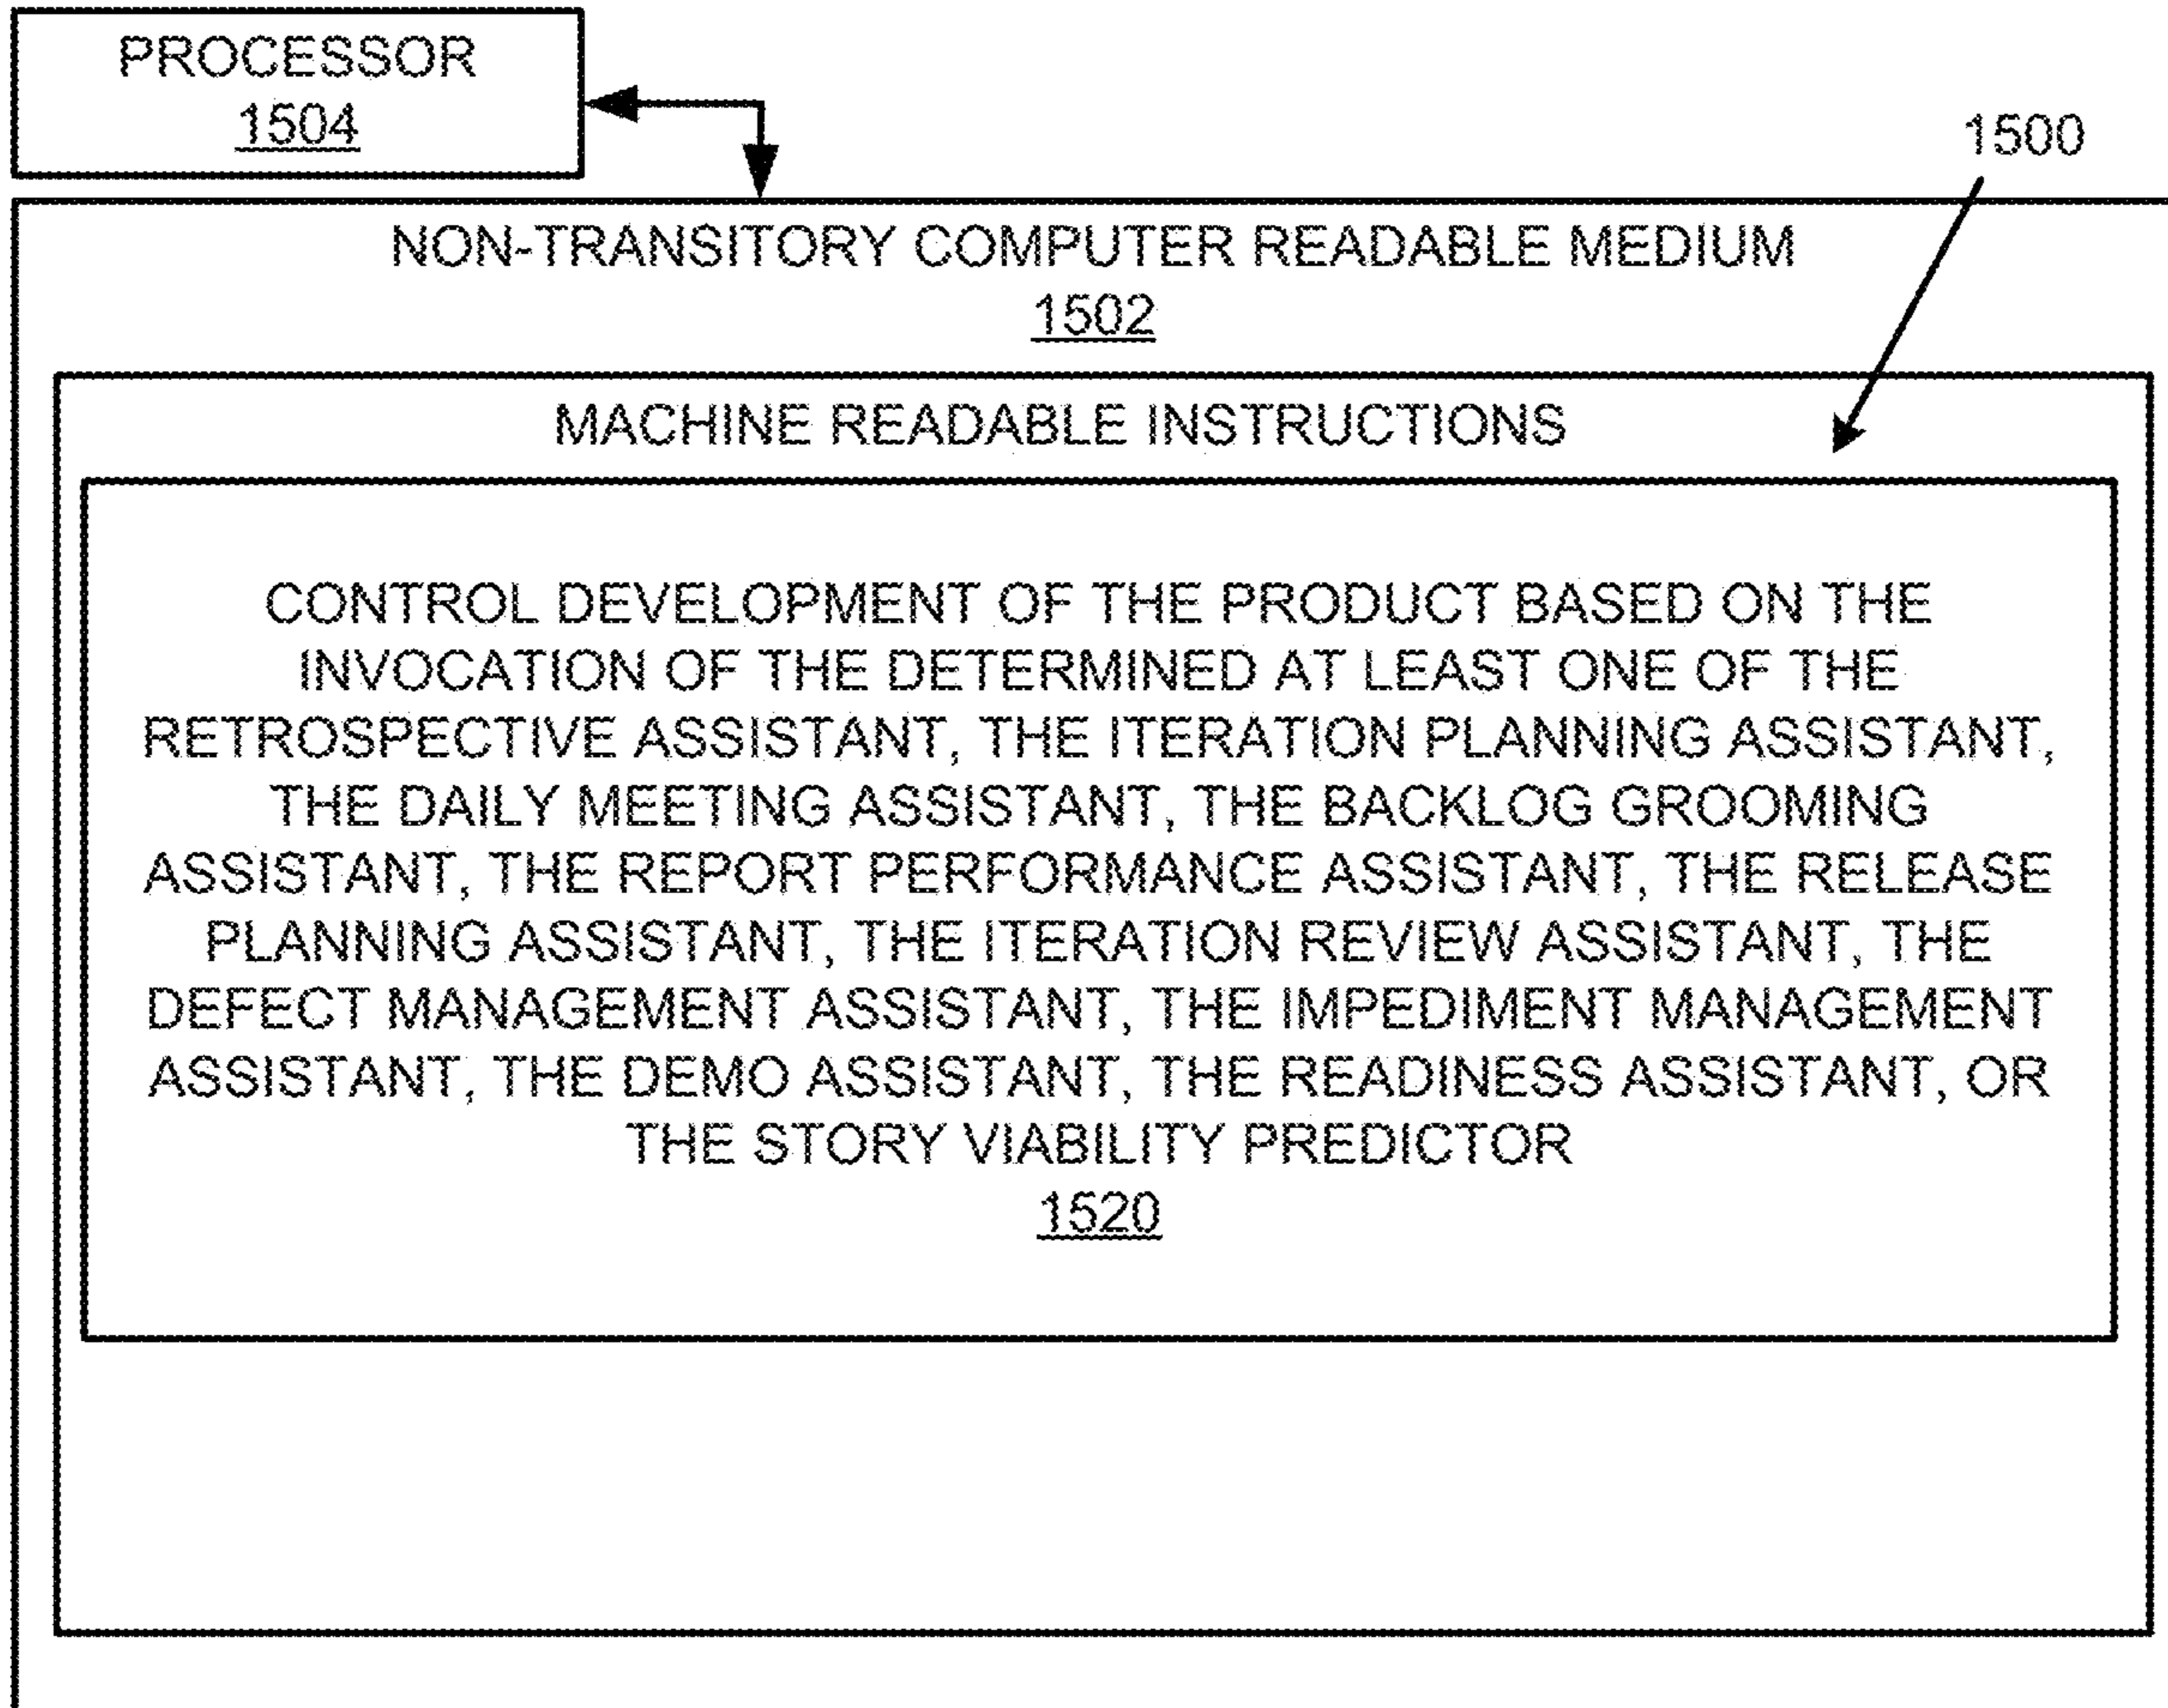 PROCESSOR
1504
1500
NON-TRANSITORY COMPUTER READABLE MEDIUM
1502
MACHINE READABLE INSTRUCTIONS
CONTROL DEVELOPMENT OF THE PRODUCT BASED ON THE
INVOCATION OF THE DETERMINED AT LEAST ONE OF THE
RETROSPECTIVE ASSISTANT, THE ITERATION PLANNING ASSISTANT,
THE DAILY MEETING ASSISTANT, THE BACKLOG GROOMING
ASSISTANT, THE REPORT PERFORMANCE ASSISTANT, THE RELEASE
PLANNING ASSISTANT, THE ITERATION REVIEW ASSISTANT, THE
DEFECT MANAGEMENT ASSISTANT, THE IMPEDIMENT MANAGEMENT
ASSISTANT, THE DEMO ASSISTANT, THE READINESS ASSISTANT, OR
THE STORY VIABILITY PREDICTOR
1520